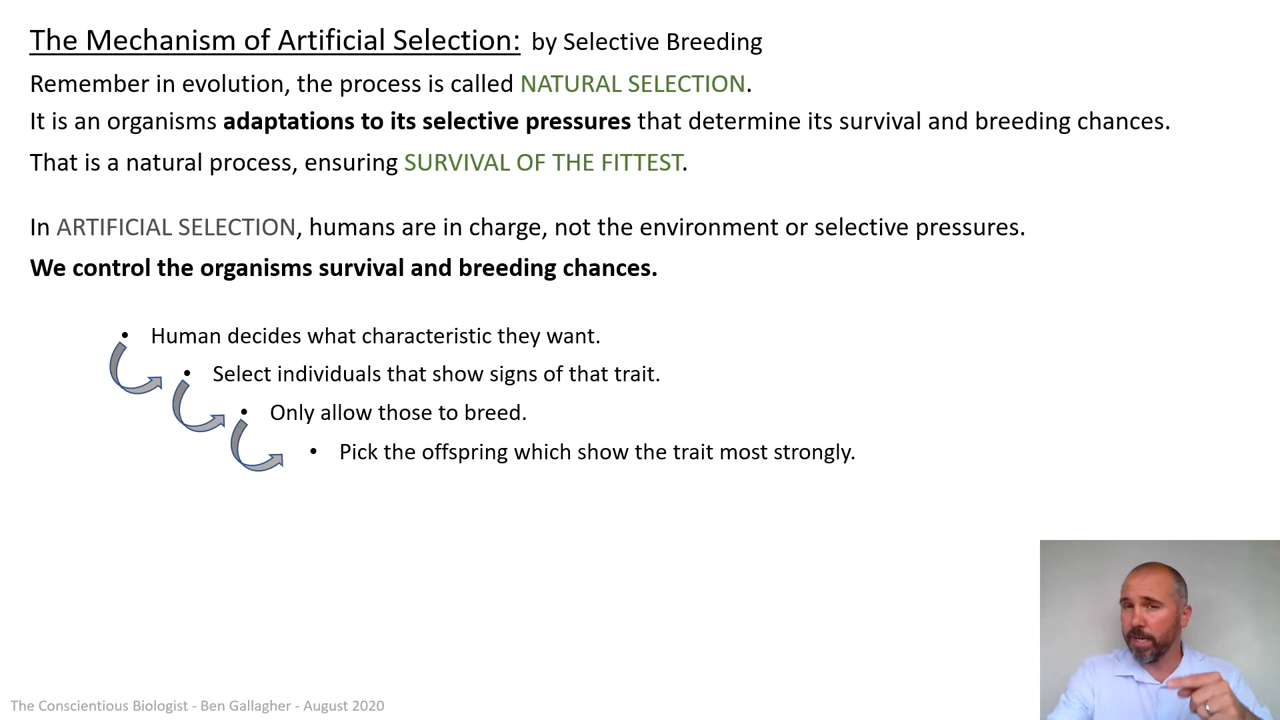 The Mechanism of Artificial Selection: by Selective Breeding
Remember in evolution, the process is called NATURAL SELECTION.
It is an organisms adaptations to its selective pressures that determine its survival and breeding chances.
That is a natural process, ensuring SURVIVAL OF THE FITTEST.
In ARTIFICIAL SELECTION, humans are in charge, not the environment or selective pressures.
We control the organisms survival and breeding chances.
• Human decides what characteristic they want.
• Select individuals that show signs of that trait.
• Only allow those to breed.
• Pick the offspring which show the trait most strongly.
The Conscientious Biologist - Ben Gallagher - August 2020